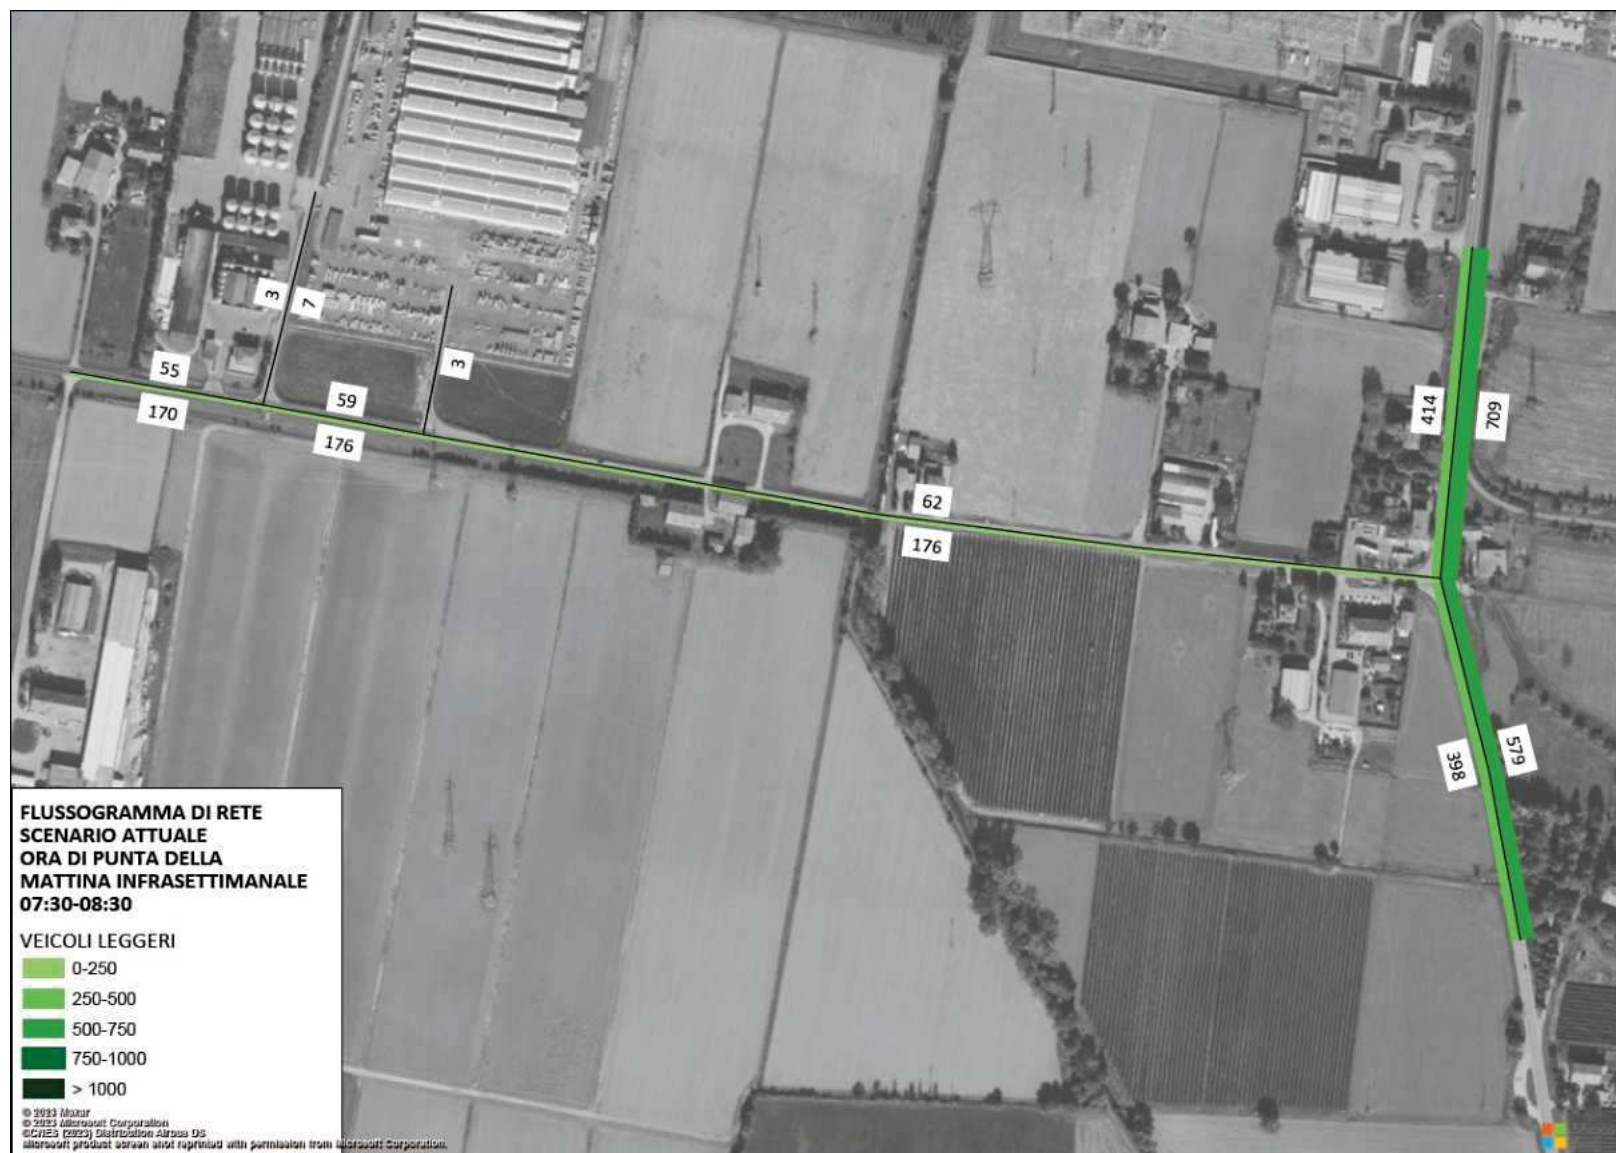 3
7
3
55
170
59
176
62
176
414
709
398
579
FLUSSOGRAMMA DI RETE
SCENARIO ATTUALE
ORA DI PUNTA DELLA
MATTINA INFRASETTIMANALE
07:30-08:30
VEICOLI LEGGERI
0-250
250-500
500-750
750-1000
> 1000
© 2023 Maxar
© 2023 Microsoft Corporation
©CNES (2023) Distribution Airbus DS
Microsoft product screen shot reprinted with permission from Microsoft Corporation.